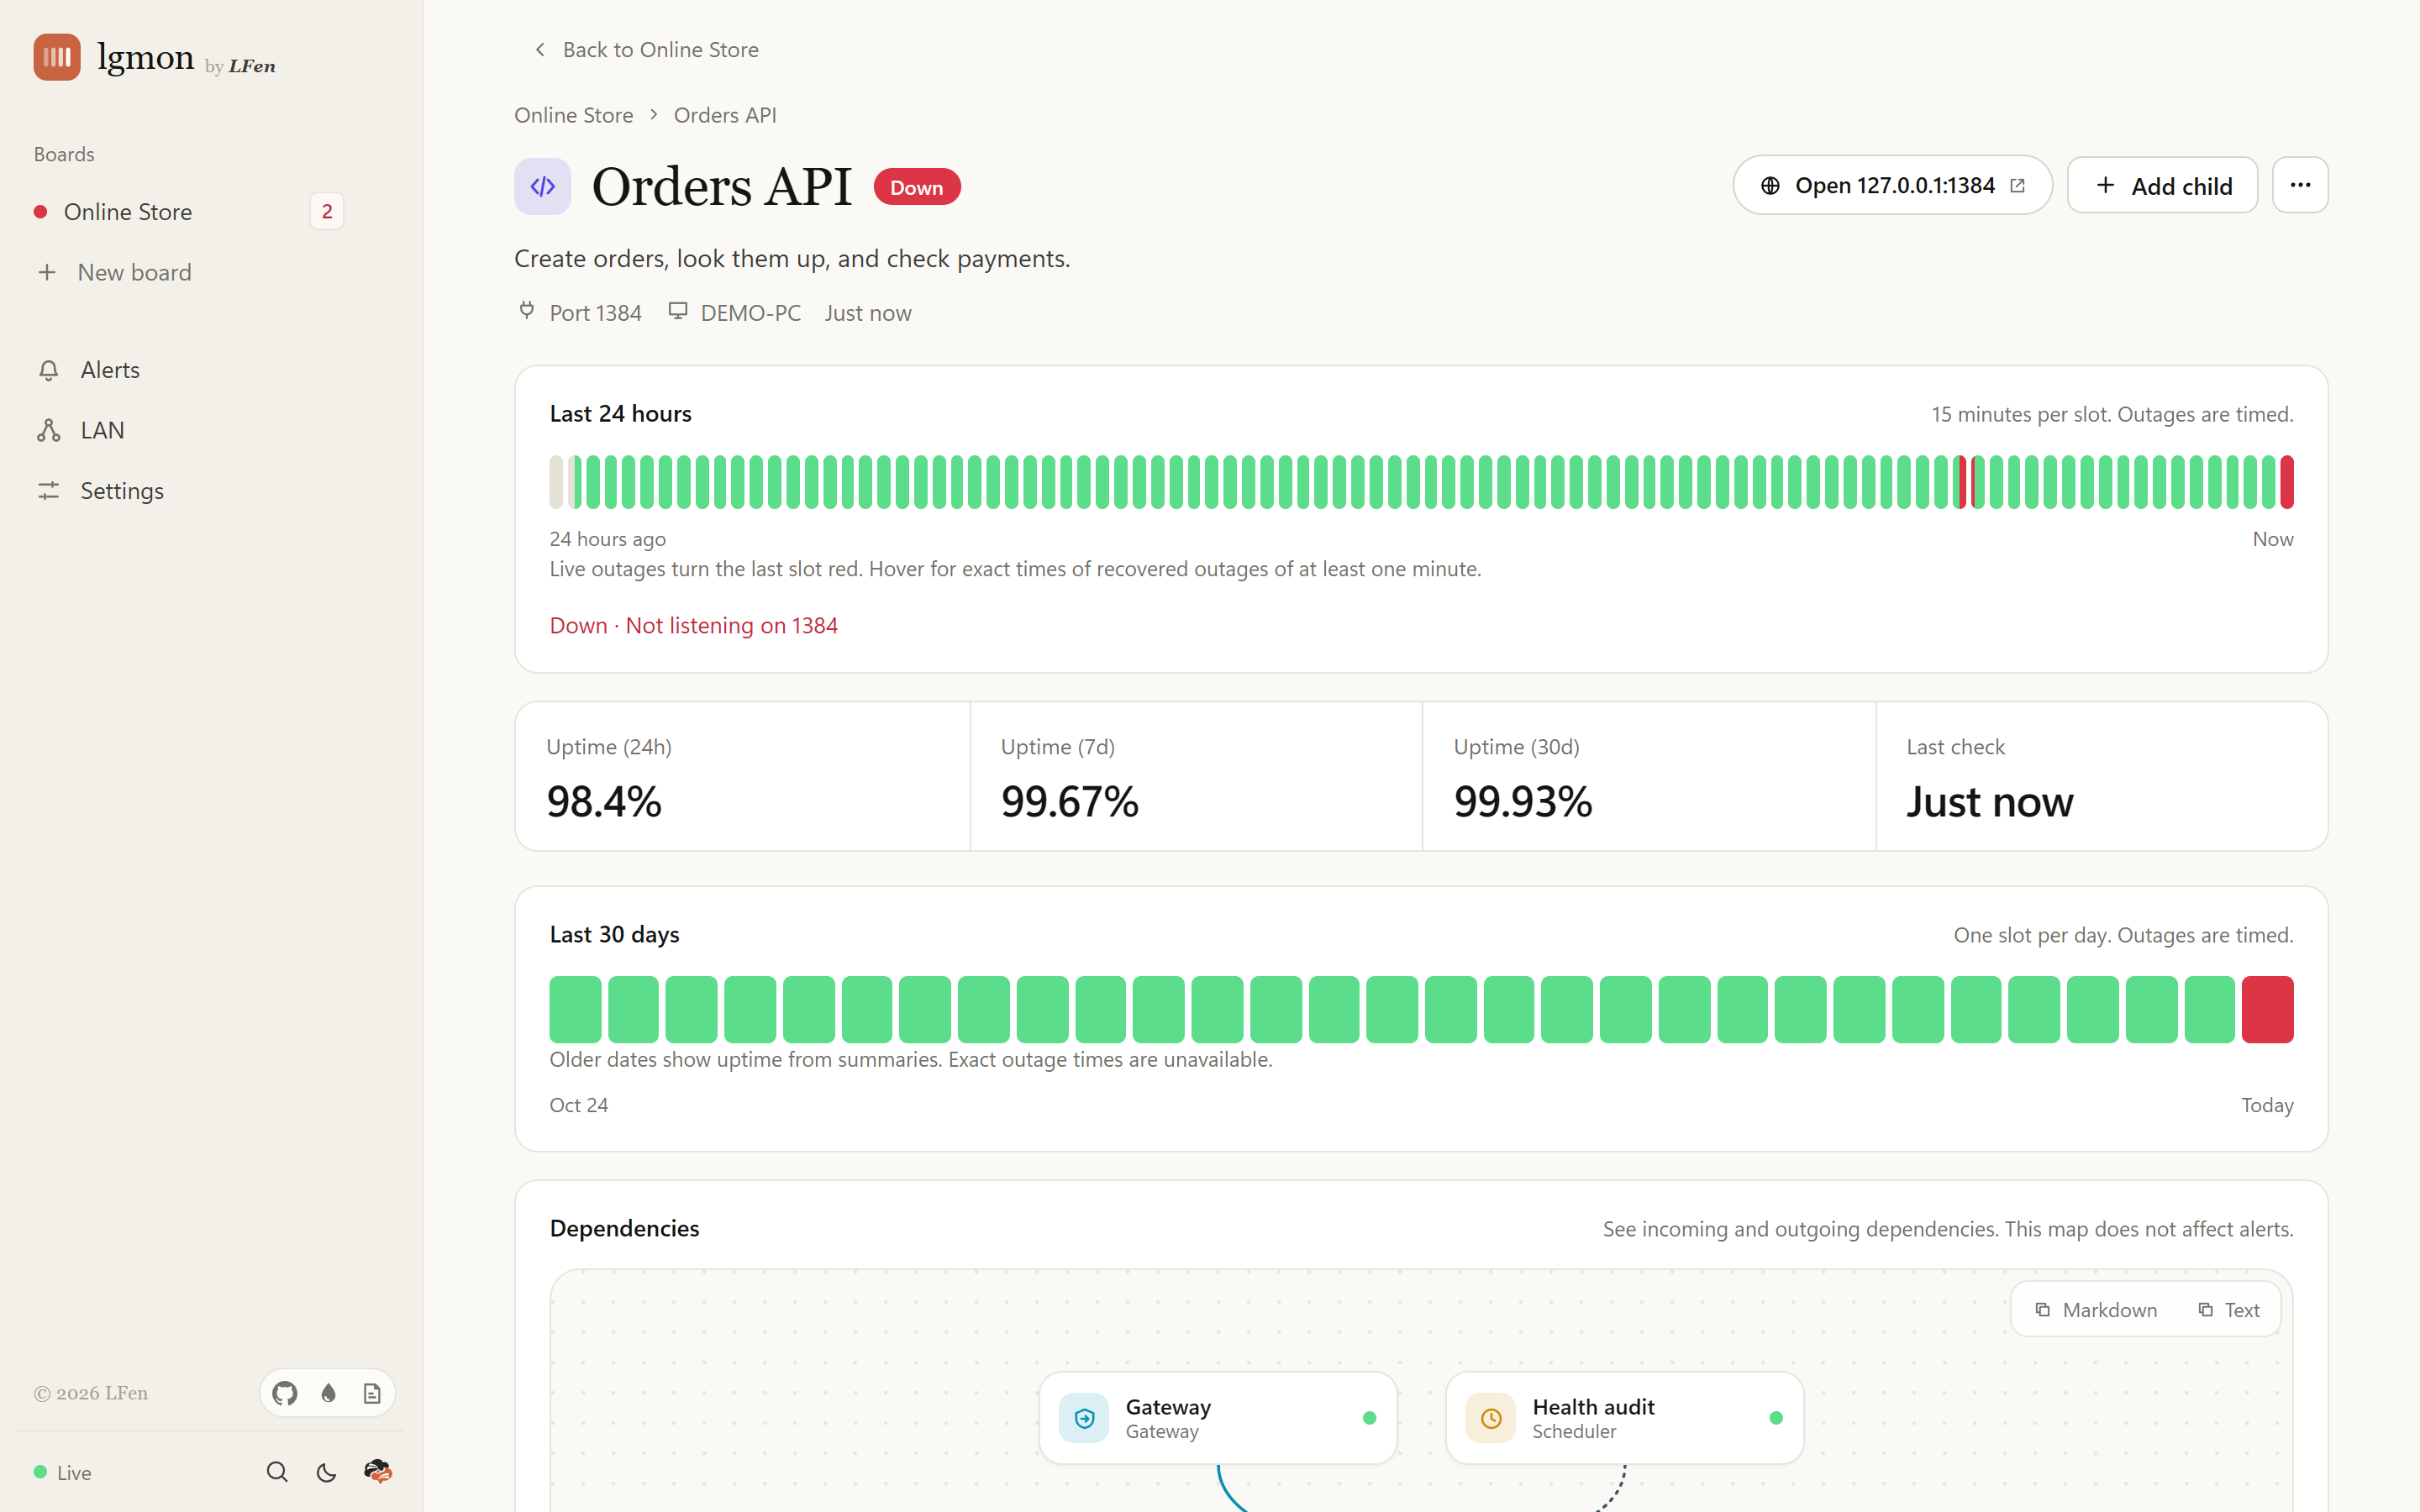 lgmon by LFen
Boards
Online Store 2
New board
Alerts
LAN
Settings
© 2026 LFen
Live
Back to Online Store
Online Store > Orders API
Orders API Down
Open 127.0.0.1:1384
Add child
Create orders, look them up, and check payments.
Port 1384 DEMO-PC Just now
Last 24 hours
15 minutes per slot. Outages are timed.
24 hours ago
Now
Live outages turn the last slot red. Hover for exact times of recovered outages of at least one minute.
Down · Not listening on 1384
Uptime (24h)
98.4%
Uptime (7d)
99.67%
Uptime (30d)
99.93%
Last check
Just now
Last 30 days
One slot per day. Outages are timed.
Older dates show uptime from summaries. Exact outage times are unavailable.
Oct 24
Today
Dependencies
See incoming and outgoing dependencies. This map does not affect alerts.
Markdown
Text
Gateway
Gateway
Health audit
Scheduler